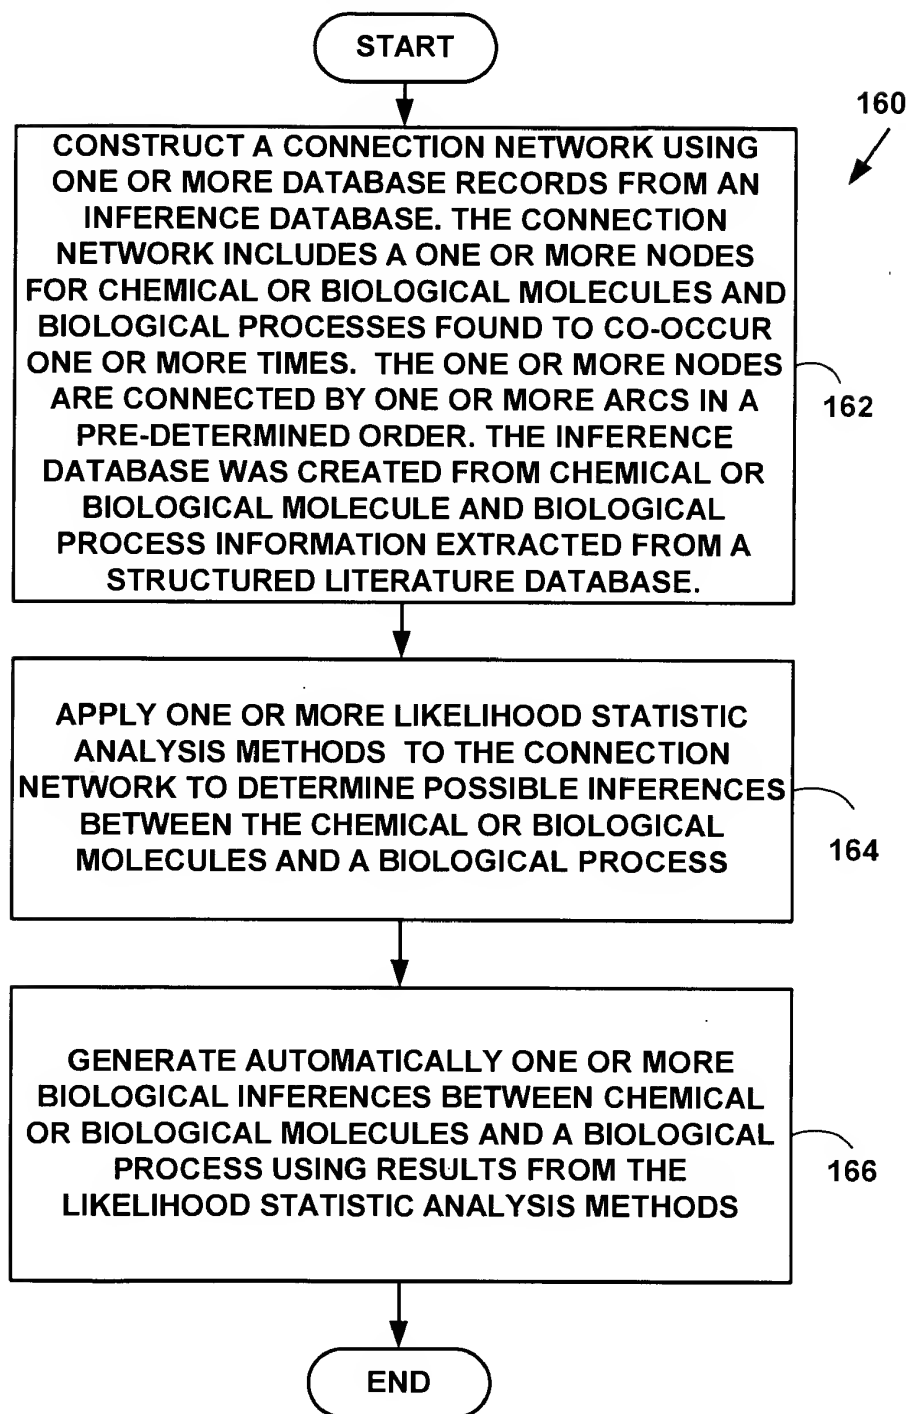 START
160
CONSTRUCT A CONNECTION NETWORK USING
ONE OR MORE DATABASE RECORDS FROM AN
INFERENCE DATABASE. THE CONNECTION
NETWORK INCLUDES A ONE OR MORE NODES
FOR CHEMICAL OR BIOLOGICAL MOLECULES AND
BIOLOGICAL PROCESSES FOUND TO CO-OCCUR
ONE OR MORE TIMES. THE ONE OR MORE NODES
ARE CONNECTED BY ONE OR MORE ARCS IN A
PRE-DETERMINED ORDER. THE INFERENCE
DATABASE WAS CREATED FROM CHEMICAL OR
BIOLOGICAL MOLECULE AND BIOLOGICAL
PROCESS INFORMATION EXTRACTED FROM A
STRUCTURED LITERATURE DATABASE.
162
APPLY ONE OR MORE LIKELIHOOD STATISTIC
ANALYSIS METHODS TO THE CONNECTION
NETWORK TO DETERMINE POSSIBLE INFERENCES
BETWEEN THE CHEMICAL OR BIOLOGICAL
MOLECULES AND A BIOLOGICAL PROCESS
164
GENERATE AUTOMATICALLY ONE OR MORE
BIOLOGICAL INFERENCES BETWEEN CHEMICAL
OR BIOLOGICAL MOLECULES AND A BIOLOGICAL
PROCESS USING RESULTS FROM THE
LIKELIHOOD STATISTIC ANALYSIS METHODS
166
END